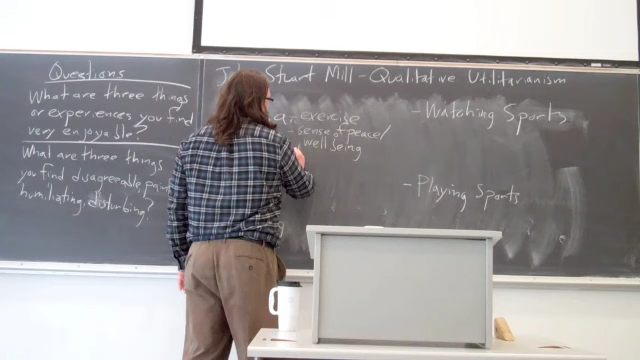 Questions
What are three things
or experiences you find
very enjoyable?
What are three things
you find disagreeable,
humiliating, disturbing?
Stuart Mill - Qualitative Utilitarianism
- exercise
- sense of peace/
well being
- Watching Sports
- Playing Sports